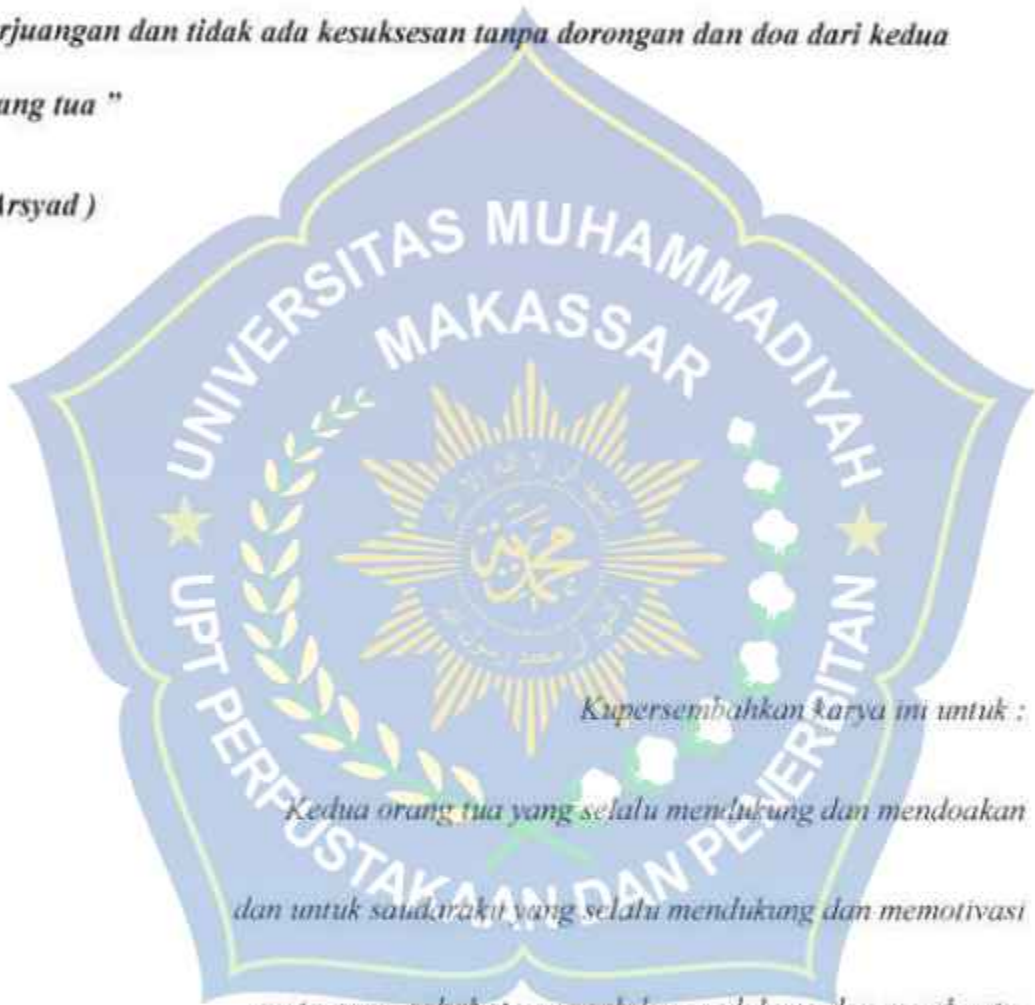 rjuangan dan tidak ada kesuksesan tanpa dorongan dan doa dari kedua
ang tua ”
Arsyad )
UNIVERSITAS MUHAMMADIYAH
MAKASSAR
UPT PERPUSTAKAAN DAN PENERBITAN
Kupersembahkan karya ini untuk :
Kedua orang tua yang selalu mendukung dan mendoakan
dan untuk saudaraku yang selalu mendukung dan memotivasi